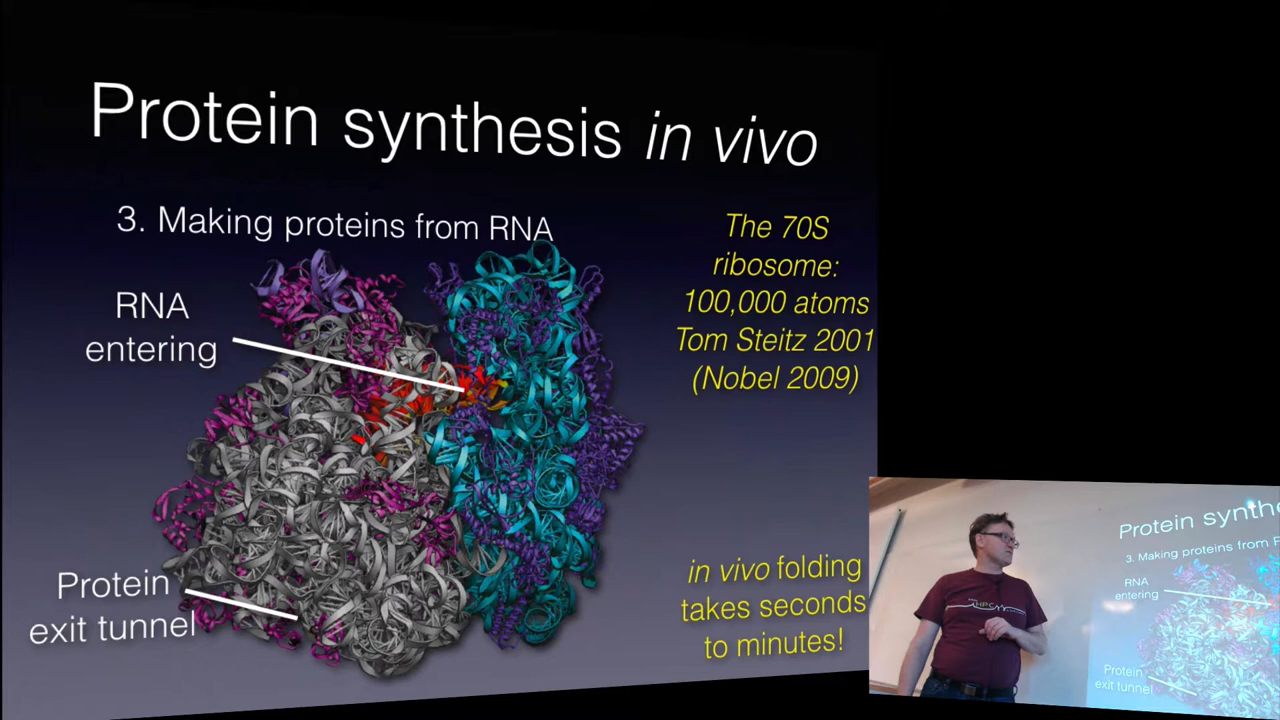 Protein synthesis in vivo
3. Making proteins from RNA
RNA
entering
Protein
exit tunnel
The 70S
ribosome:
100,000 atoms
Tom Steitz 2001
(Nobel 2009)
in vivo folding
takes seconds
to minutes!
HPC
Protein synthe
3. Making proteins from R
RNA
entering
Protein
exit tunnel